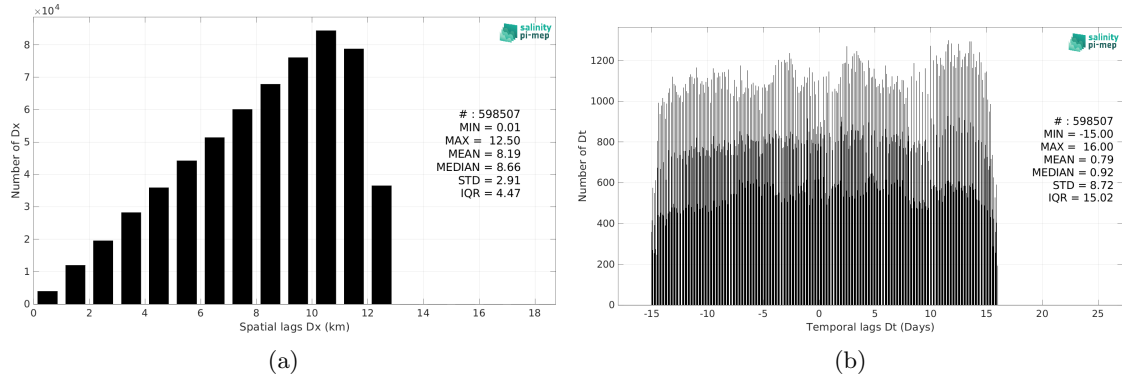 ×10⁴
8
7
6
5
4
3
2
1
0
Number of Dx
0 2 4 6 8 10 12 14 16 18
Spatial lags Dx (km)
salinity
pi-mep
# : 598507
MIN = 0.01
MAX = 12.50
MEAN = 8.19
MEDIAN = 8.66
STD = 2.91
IQR = 4.47
(a)
1200
1000
800
600
400
200
0
Number of Dt
-15 -10 -5 0 5 10 15 20 25
Temporal lags Dt (Days)
salinity
pi-mep
# : 598507
MIN = -15.00
MAX = 16.00
MEAN = 0.79
MEDIAN = 0.92
STD = 8.72
IQR = 15.02
(b)